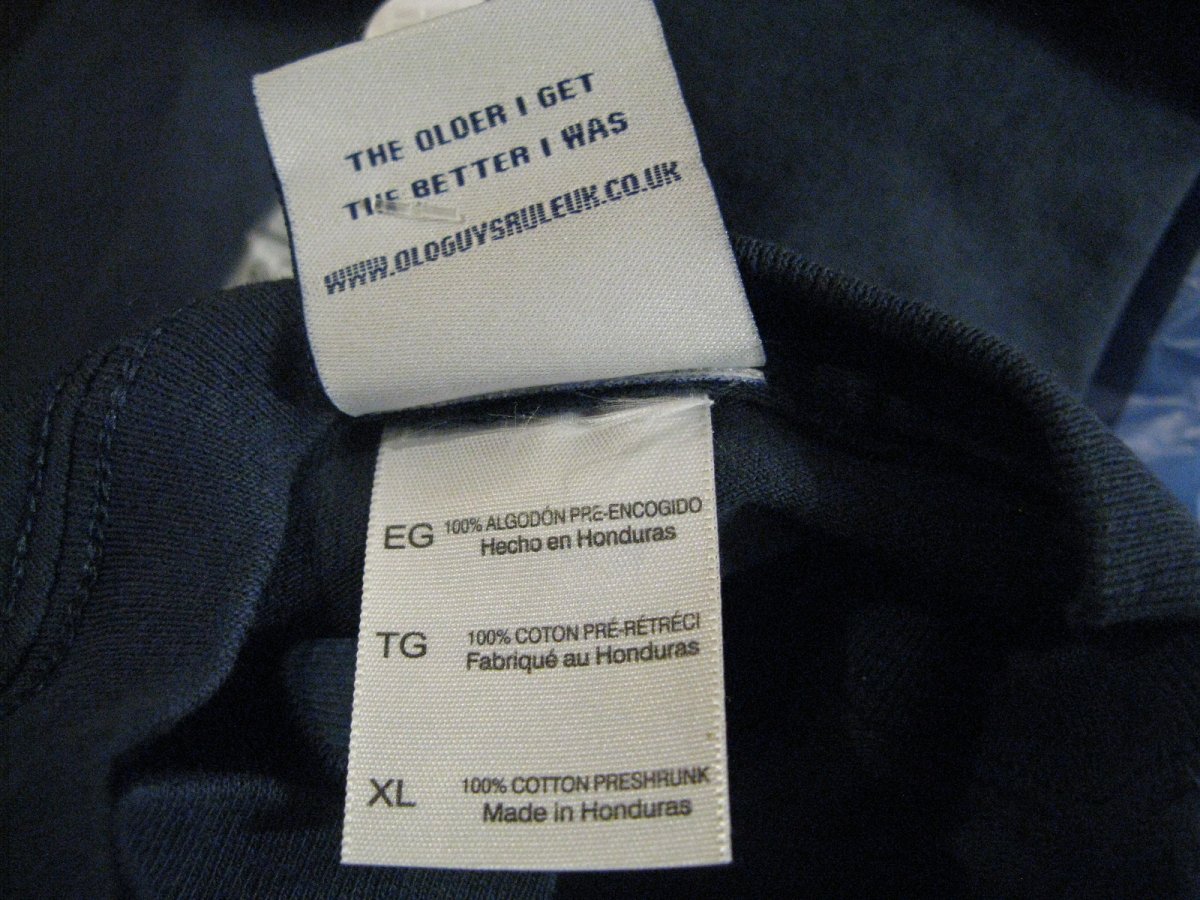 THE OLDER I GET
THE BETTER I WAS
WWW.OLDGUYSRULEUK.CO.UK
EG 100% ALGODÓN PRE-ENCOGIDO
Hecho en Honduras
TG 100% COTON PRÉ-RÉTRÉCI
Fabriqué au Honduras
XL 100% COTTON PRESHRUNK
Made in Honduras